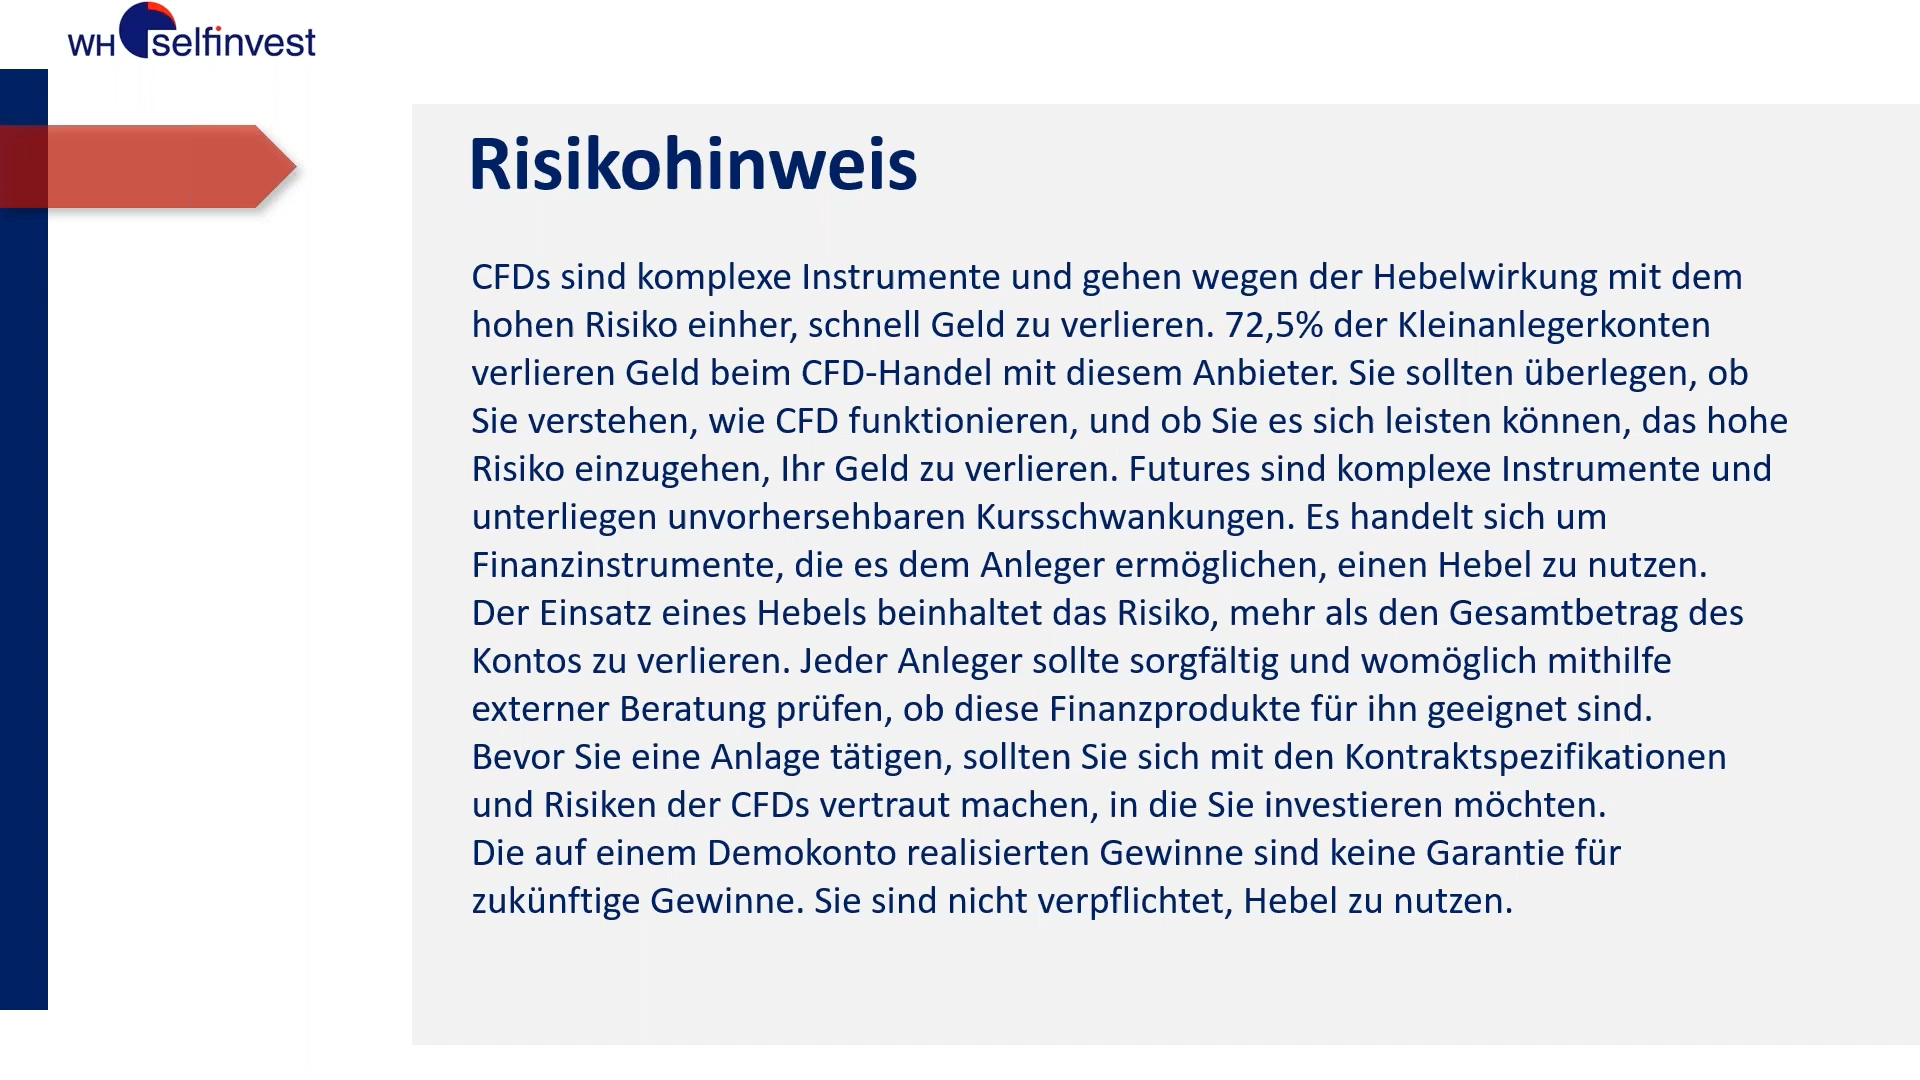 WH selfinvest
Risikohinweis
CFDs sind komplexe Instrumente und gehen wegen der Hebelwirkung mit dem
hohen Risiko einher, schnell Geld zu verlieren. 72,5% der Kleinanlegerkonten
verlieren Geld beim CFD-Handel mit diesem Anbieter. Sie sollten überlegen, ob
Sie verstehen, wie CFD funktionieren, und ob Sie es sich leisten können, das hohe
Risiko einzugehen, Ihr Geld zu verlieren. Futures sind komplexe Instrumente und
unterliegen unvorhersehbaren Kursschwankungen. Es handelt sich um
Finanzinstrumente, die es dem Anleger ermöglichen, einen Hebel zu nutzen.
Der Einsatz eines Hebels beinhaltet das Risiko, mehr als den Gesamtbetrag des
Kontos zu verlieren. Jeder Anleger sollte sorgfältig und womöglich mithilfe
externer Beratung prüfen, ob diese Finanzprodukte für ihn geeignet sind.
Bevor Sie eine Anlage tätigen, sollten Sie sich mit den Kontraktspezifikationen
und Risiken der CFDs vertraut machen, in die Sie investieren möchten.
Die auf einem Demokonto realisierten Gewinne sind keine Garantie für
zukünftige Gewinne. Sie sind nicht verpflichtet, Hebel zu nutzen.